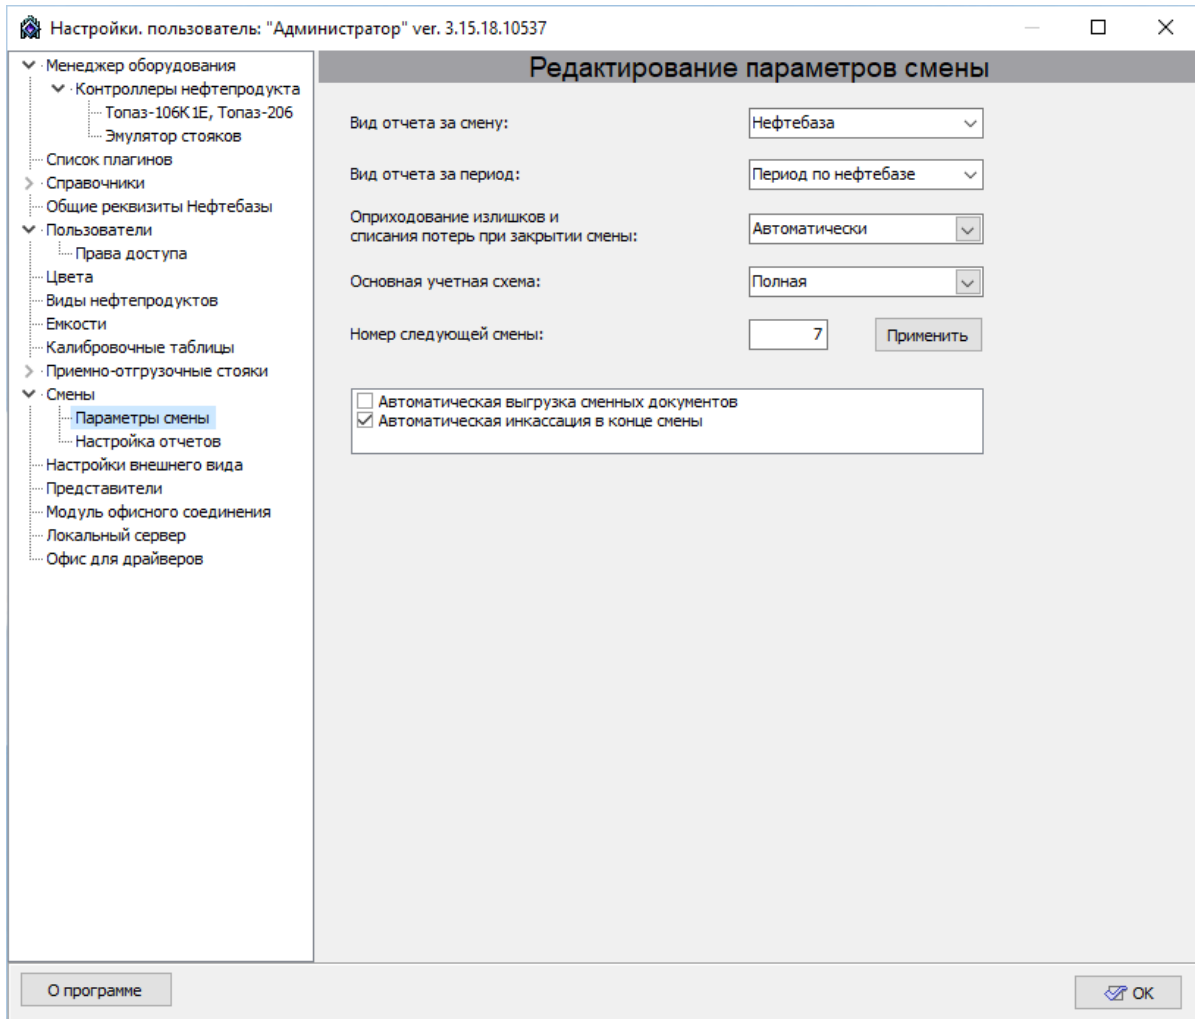 Настройки. пользователь: "Администратор" ver. 3.15.18.10537
Менеджер оборудования
Контроллеры нефтепродукта
Топаз-106К1Е, Топаз-206
Эмулятор стояков
Список плагинов
Справочники
Общие реквизиты Нефтебазы
Пользователи
Права доступа
Цвета
Виды нефтепродуктов
Емкости
Калибровочные таблицы
Приемно-отгрузочные стояки
Смены
Параметры смены
Настройка отчетов
Настройки внешнего вида
Представители
Модуль офисного соединения
Локальный сервер
Офис для драйверов
Редактирование параметров смены
Вид отчета за смену: Нефтебаза
Вид отчета за период: Период по нефтебазе
Оприходование излишков и
списания потерь при закрытии смены: Автоматически
Основная учетная схема: Полная
Номер следующей смены: 7 Применить
Автоматическая выгрузка сменных документов
Автоматическая инкассация в конце смены
О программе
OK